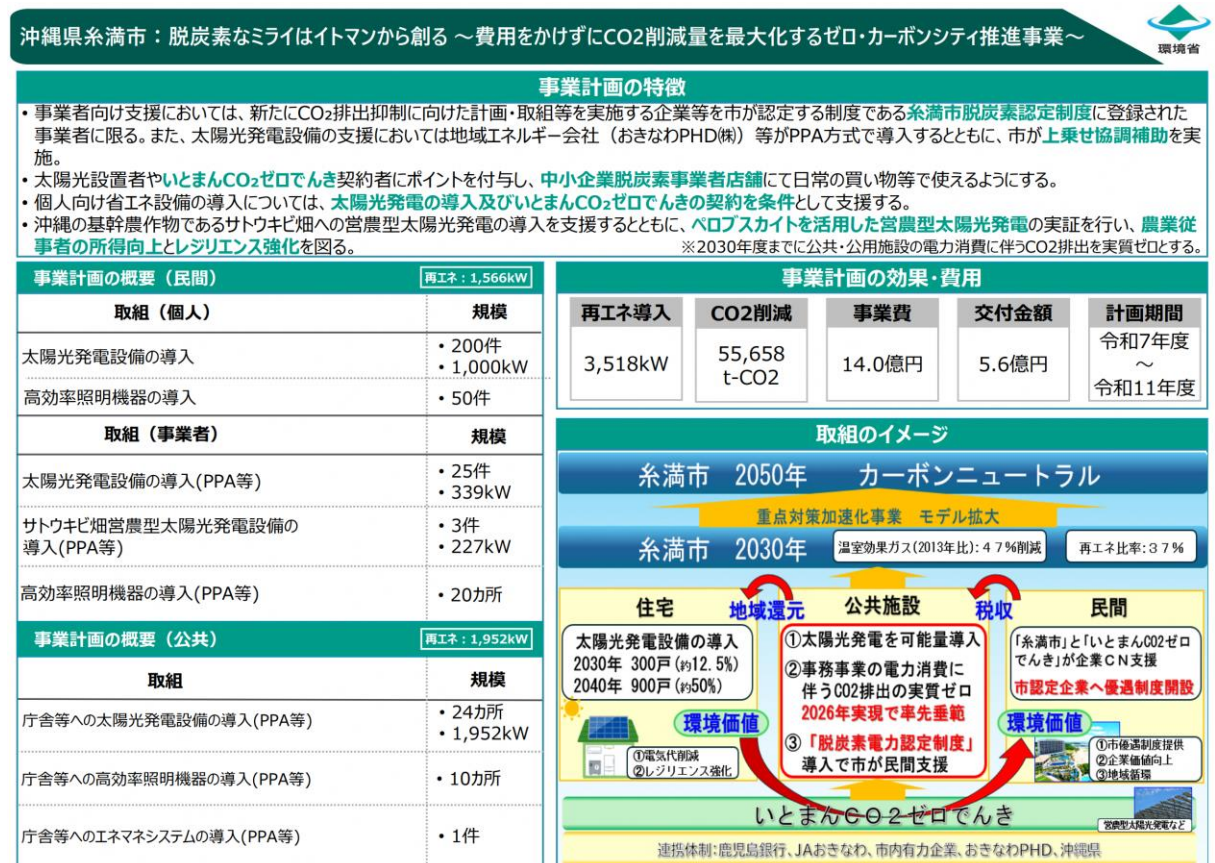 沖縄県糸満市：脱炭素なミライはイトマンから創る ～費用をかけずにCO2削減量を最大化するゼロ・カーボンシティ推進事業～
環境省
事業計画の特徴
・事業者向け支援においては、新たにCO₂排出抑制に向けた計画・取組等を実施する企業等を市が認定する制度である糸満市脱炭素認定制度に登録された
事業者に限る。また、太陽光発電設備の支援においては地域エネルギー会社（おきなわPHD㈱）等がPPA方式で導入するとともに、市が上乗せ協調補助を実
施。
・太陽光設置者やいとまんCO₂ゼロでんき契約者にポイントを付与し、中小企業脱炭素事業者店舗にて日常の買い物等で使えるようにする。
・個人向け省エネ設備の導入については、太陽光発電の導入及びいとまんCO₂ゼロでんきの契約を条件として支援する。
・沖縄の基幹農作物であるサトウキビ畑への営農型太陽光発電の導入を支援するともに、ペロブスカイトを活用した営農型太陽光発電の実証を行い、農業従
事者の所得向上とレジリエンス強化を図る。
※2030年度までに公共・公用施設の電力消費に伴うCO2排出を実質ゼロとする。
事業計画の概要（民間）
再エネ：1,566kW
取組（個人）
規模
太陽光発電設備の導入
・200件
・1,000kW
高効率照明機器の導入
・50件
取組（事業者）
規模
太陽光発電設備の導入(PPA等)
・25件
・339kW
サトウキビ畑営農型太陽光発電設備の
導入(PPA等)
・3件
・227kW
高効率照明機器の導入(PPA等)
・20カ所
事業計画の概要（公共）
再エネ：1,952kW
取組
規模
庁舎等への太陽光発電設備の導入(PPA等)
・24カ所
・1,952kW
庁舎等への高効率照明機器の導入(PPA等)
・10カ所
庁舎等へのエネマネシステムの導入(PPA等)
・1件
事業計画の効果・費用
再エネ導入
CO2削減
事業費
交付金額
計画期間
3,518kW
55,658
t-CO2
14.0億円
5.6億円
令和7年度
～
令和11年度
取組のイメージ
糸満市 2050年 カーボンニュートラル
重点対策加速化事業 モデル拡大
糸満市 2030年
温室効果ガス(2013年比)：４７%削減
再エネ比率：３７%
住宅
地域還元
公共施設
税収
民間
太陽光発電設備の導入
2030年 300戸(約12.5%)
2040年 900戸(約50%)
①太陽光発電を可能量導入
②事務事業の電力消費に
伴うCO2排出の実質ゼロ
2026年実現で率先垂範
③「脱炭素電力認定制度」
導入で市が民間支援
｢糸満市｣と｢いとまんCO2ゼロ
でんき｣が企業ＣＮ支援
市認定企業へ優遇制度開設
環境価値
環境価値
①電気代削減
②レジリエンス強化
①市優遇制度提供
②企業価値向上
③地域循環
いとまんＣＯ２ゼロでんき
営農型太陽光発電など
連携体制：鹿児島銀行、JAおきなわ、市内有力企業、おきなわPHD、沖縄県